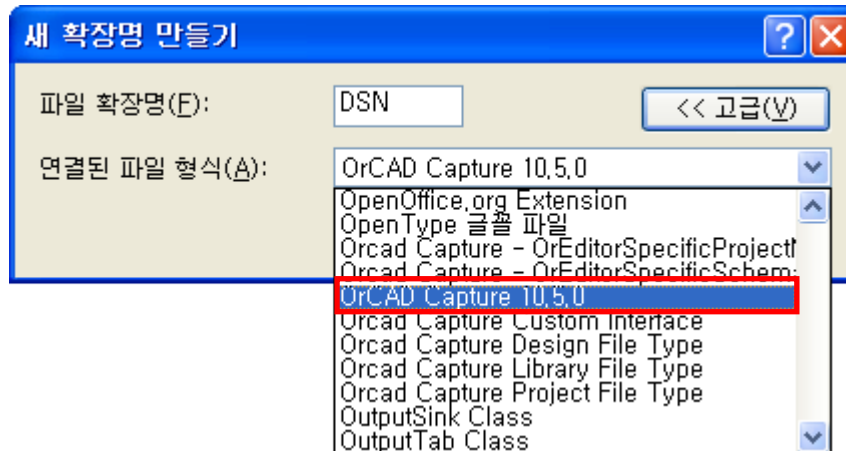 새 확장명 만들기
파일 확장명(F):
DSN
<< 고급(V)
연결된 파일 형식(A):
OrCAD Capture 10,5,0
OpenOffice,org Extension
OpenType 글꼴 파일
Orcad Capture - OrEditorSpecificProject
Orcad Capture - OrEditorSpecificSchem
OrCAD Capture 10,5,0
Orcad Capture Custom Interface
Orcad Capture Design File Type
Orcad Capture Library File Type
Orcad Capture Project File Type
OutputSink Class
OutputTab Class